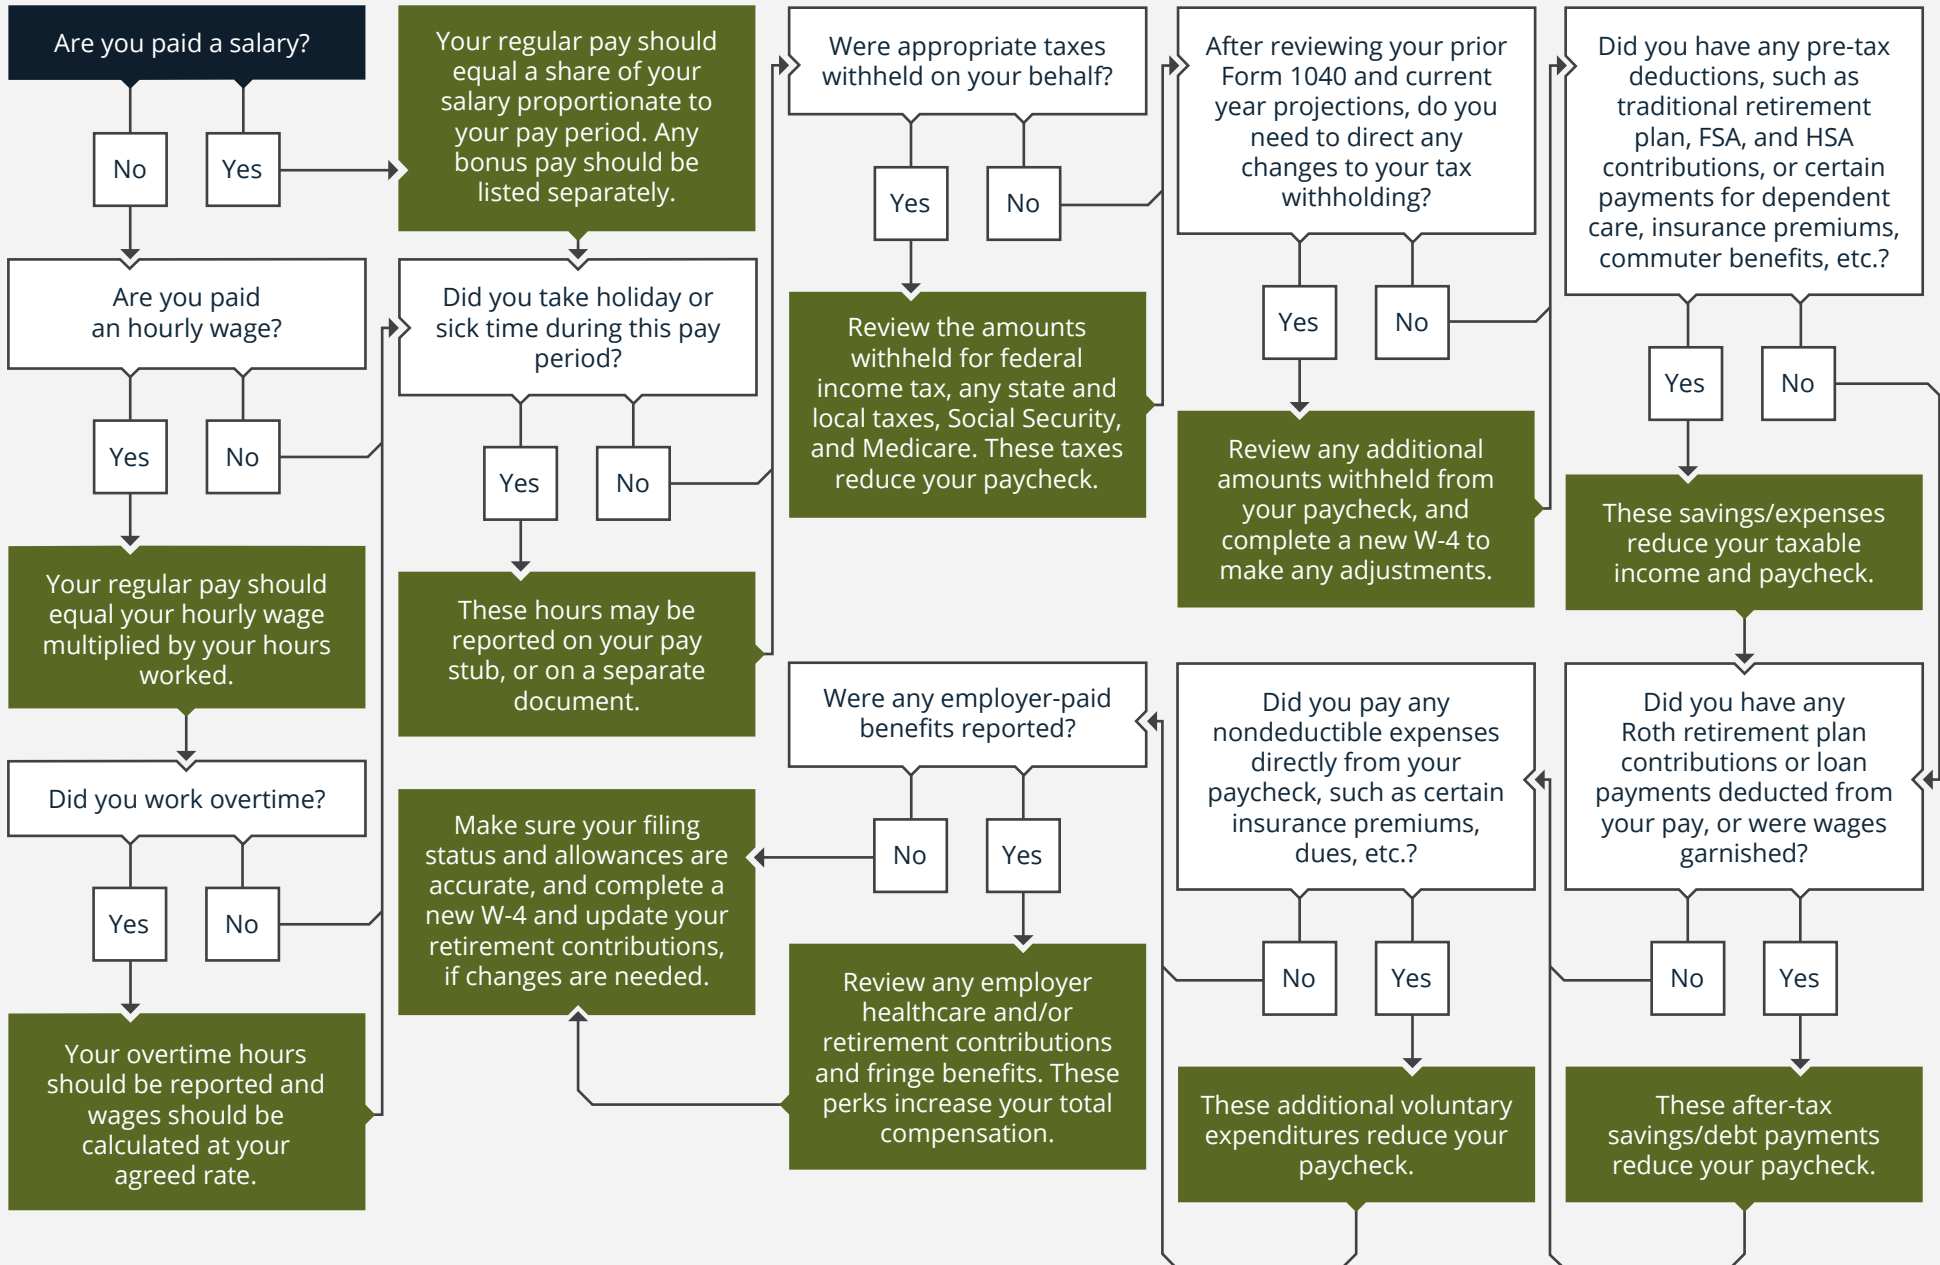 Are you paid a salary?
No
Yes
Your regular pay should
equal a share of your
salary proportionate to
your pay period. Any
bonus pay should be
listed separately.
Are you paid
an hourly wage?
Yes
No
Your regular pay should
equal your hourly wage
multiplied by your hours
worked.
Did you work overtime?
Yes
No
Your overtime hours
should be reported and
wages should be
calculated at your
agreed rate.
Did you take holiday or
sick time during this pay
period?
Yes
No
These hours may be
reported on your pay
stub, or on a separate
document.
Were appropriate taxes
withheld on your behalf?
Yes
No
Review the amounts
withheld for federal
income tax, any state and
local taxes, Social Security,
and Medicare. These taxes
reduce your paycheck.
After reviewing your prior
Form 1040 and current
year projections, do you
need to direct any
changes to your tax
withholding?
Yes
No
Review any additional
amounts withheld from
your paycheck, and
complete a new W-4 to
make any adjustments.
Did you have any pre-tax
deductions, such as
traditional retirement
plan, FSA, and HSA
contributions, or certain
payments for dependent
care, insurance premiums,
commuter benefits, etc.?
Yes
No
These savings/expenses
reduce your taxable
income and paycheck.
Did you have any
Roth retirement plan
contributions or loan
payments deducted from
your pay, or were wages
garnished?
No
Yes
These after-tax
savings/debt payments
reduce your paycheck.
Did you pay any
nondeductible expenses
directly from your
paycheck, such as certain
insurance premiums,
dues, etc.?
No
Yes
These additional voluntary
expenditures reduce your
paycheck.
Were any employer-paid
benefits reported?
No
Yes
Review any employer
healthcare and/or
retirement contributions
and fringe benefits. These
perks increase your total
compensation.
Make sure your filing
status and allowances are
accurate, and complete a
new W-4 and update your
retirement contributions,
if changes are needed.